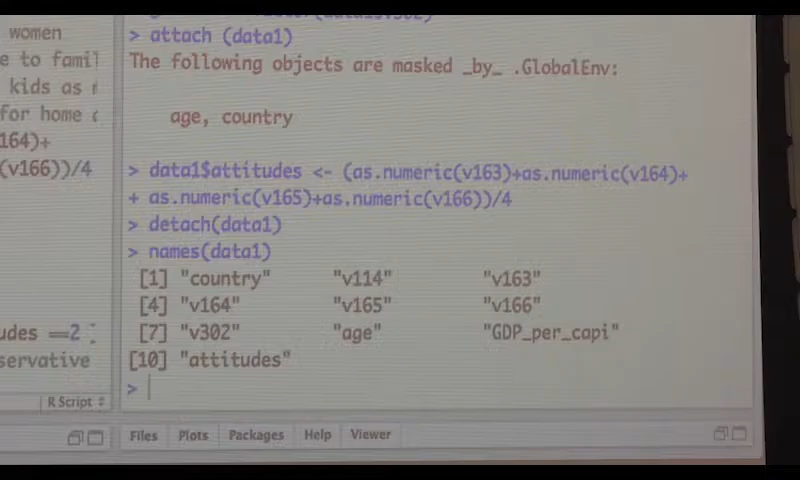 women
e to famil
kids as
for home
164)+
(v166))/4
udes ==2
servative
R Script
> attach (data1)
The following objects are masked _by_ .GlobalEnv:
age, country
> data1$attitudes <- (as.numeric(v163)+as.numeric(v164)+
+ as.numeric(v165)+as.numeric(v166))/4
> detach(data1)
> names(data1)
[1] "country" "v114" "v163"
[4] "v164" "v165" "v166"
[7] "v302" "age" "GDP_per_capi"
[10] "attitudes"
>
Files Plots Packages Help Viewer